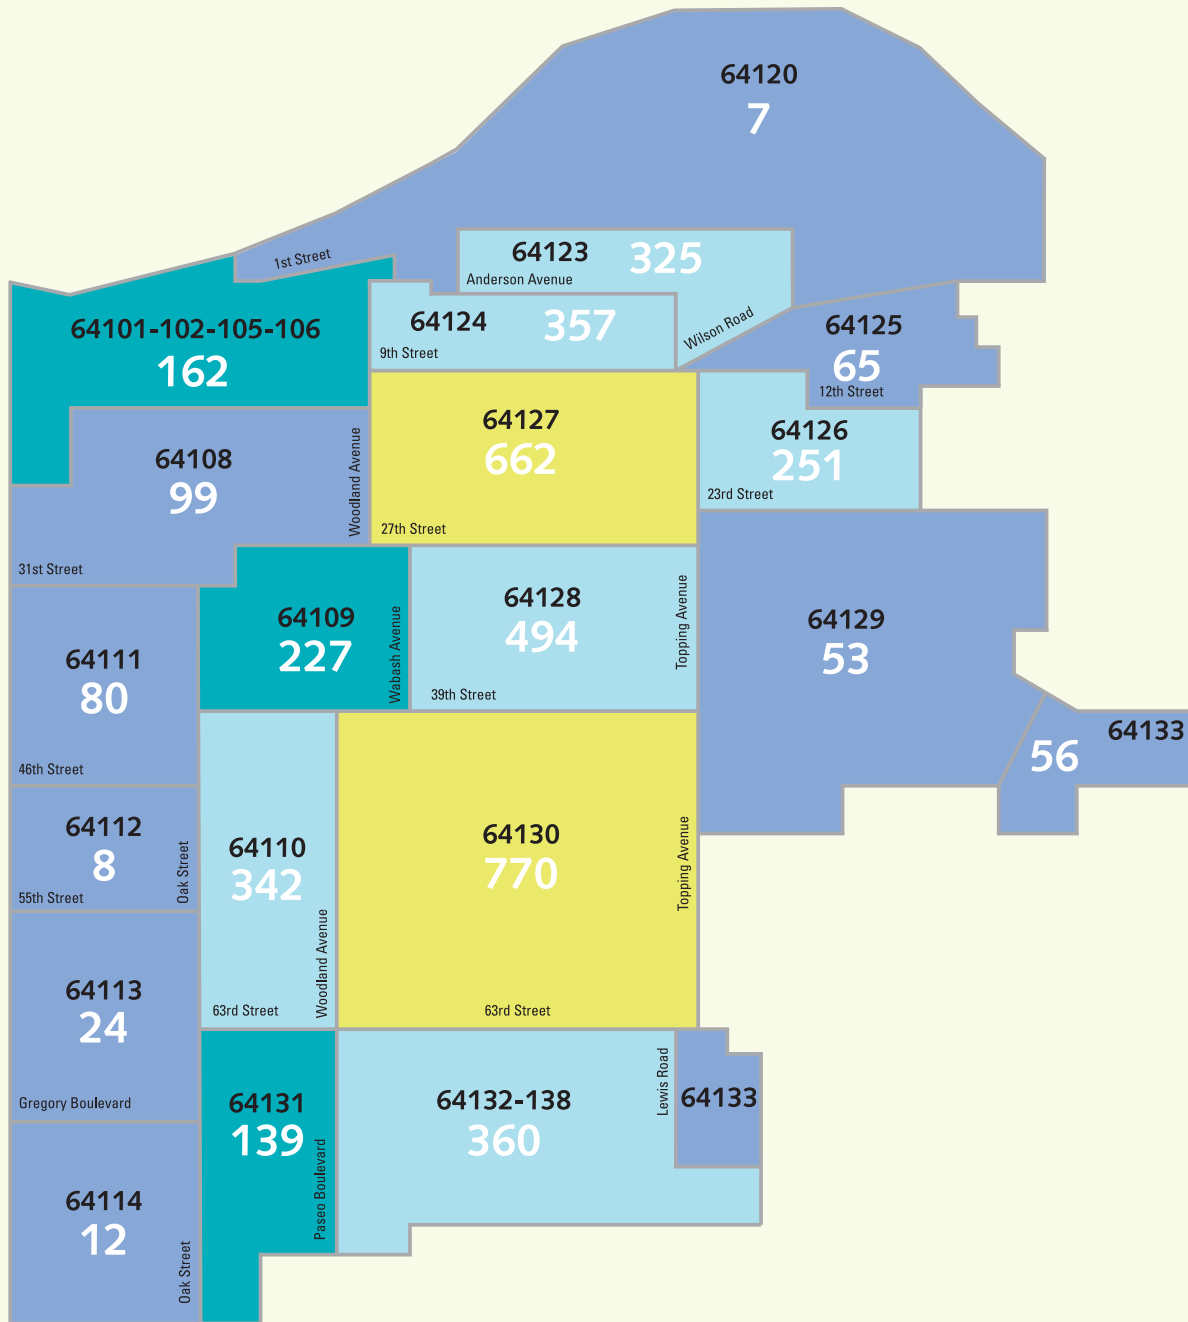 64120
7
1st Street
64123 325
Anderson Avenue
64101-102-105-106
162
64124 357
9th Street
Wilson Road
64125
65
12th Street
64127
662
27th Street
64126
251
23rd Street
64108
99
Woodland Avenue
31st Street
64109
227
Wabash Avenue
64128
494
Topping Avenue
39th Street
64129
53
64111
80
46th Street
64133
56
64112
8
Oak Street
55th Street
64110
342
Woodland Avenue
63rd Street
64130
770
Topping Avenue
63rd Street
64113
24
Gregory Boulevard
64131
139
Paseo Boulevard
64132-138
360
Lewis Road
64133
64114
12
Oak Street